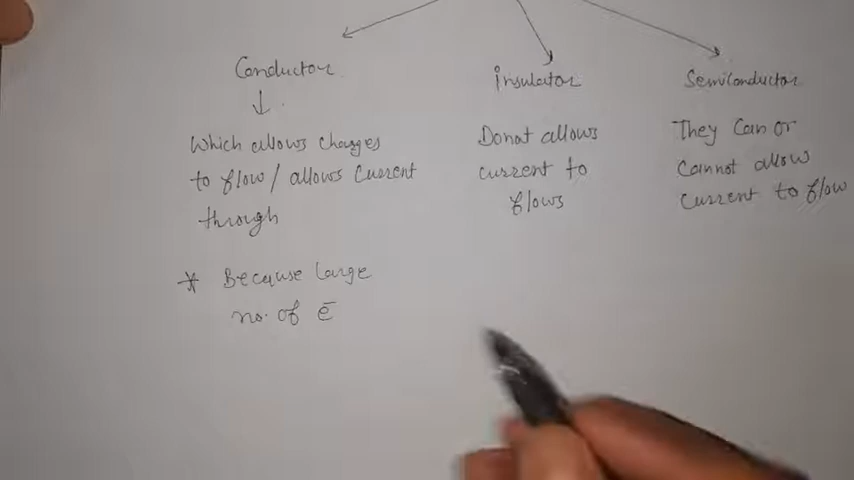 Conductor
Which allows charges
to flow / allows current
through
* Because large
no. of ē
insulator
Donot allows
current to
flows
Semiconductor
They can or
cannot allow
current to flow